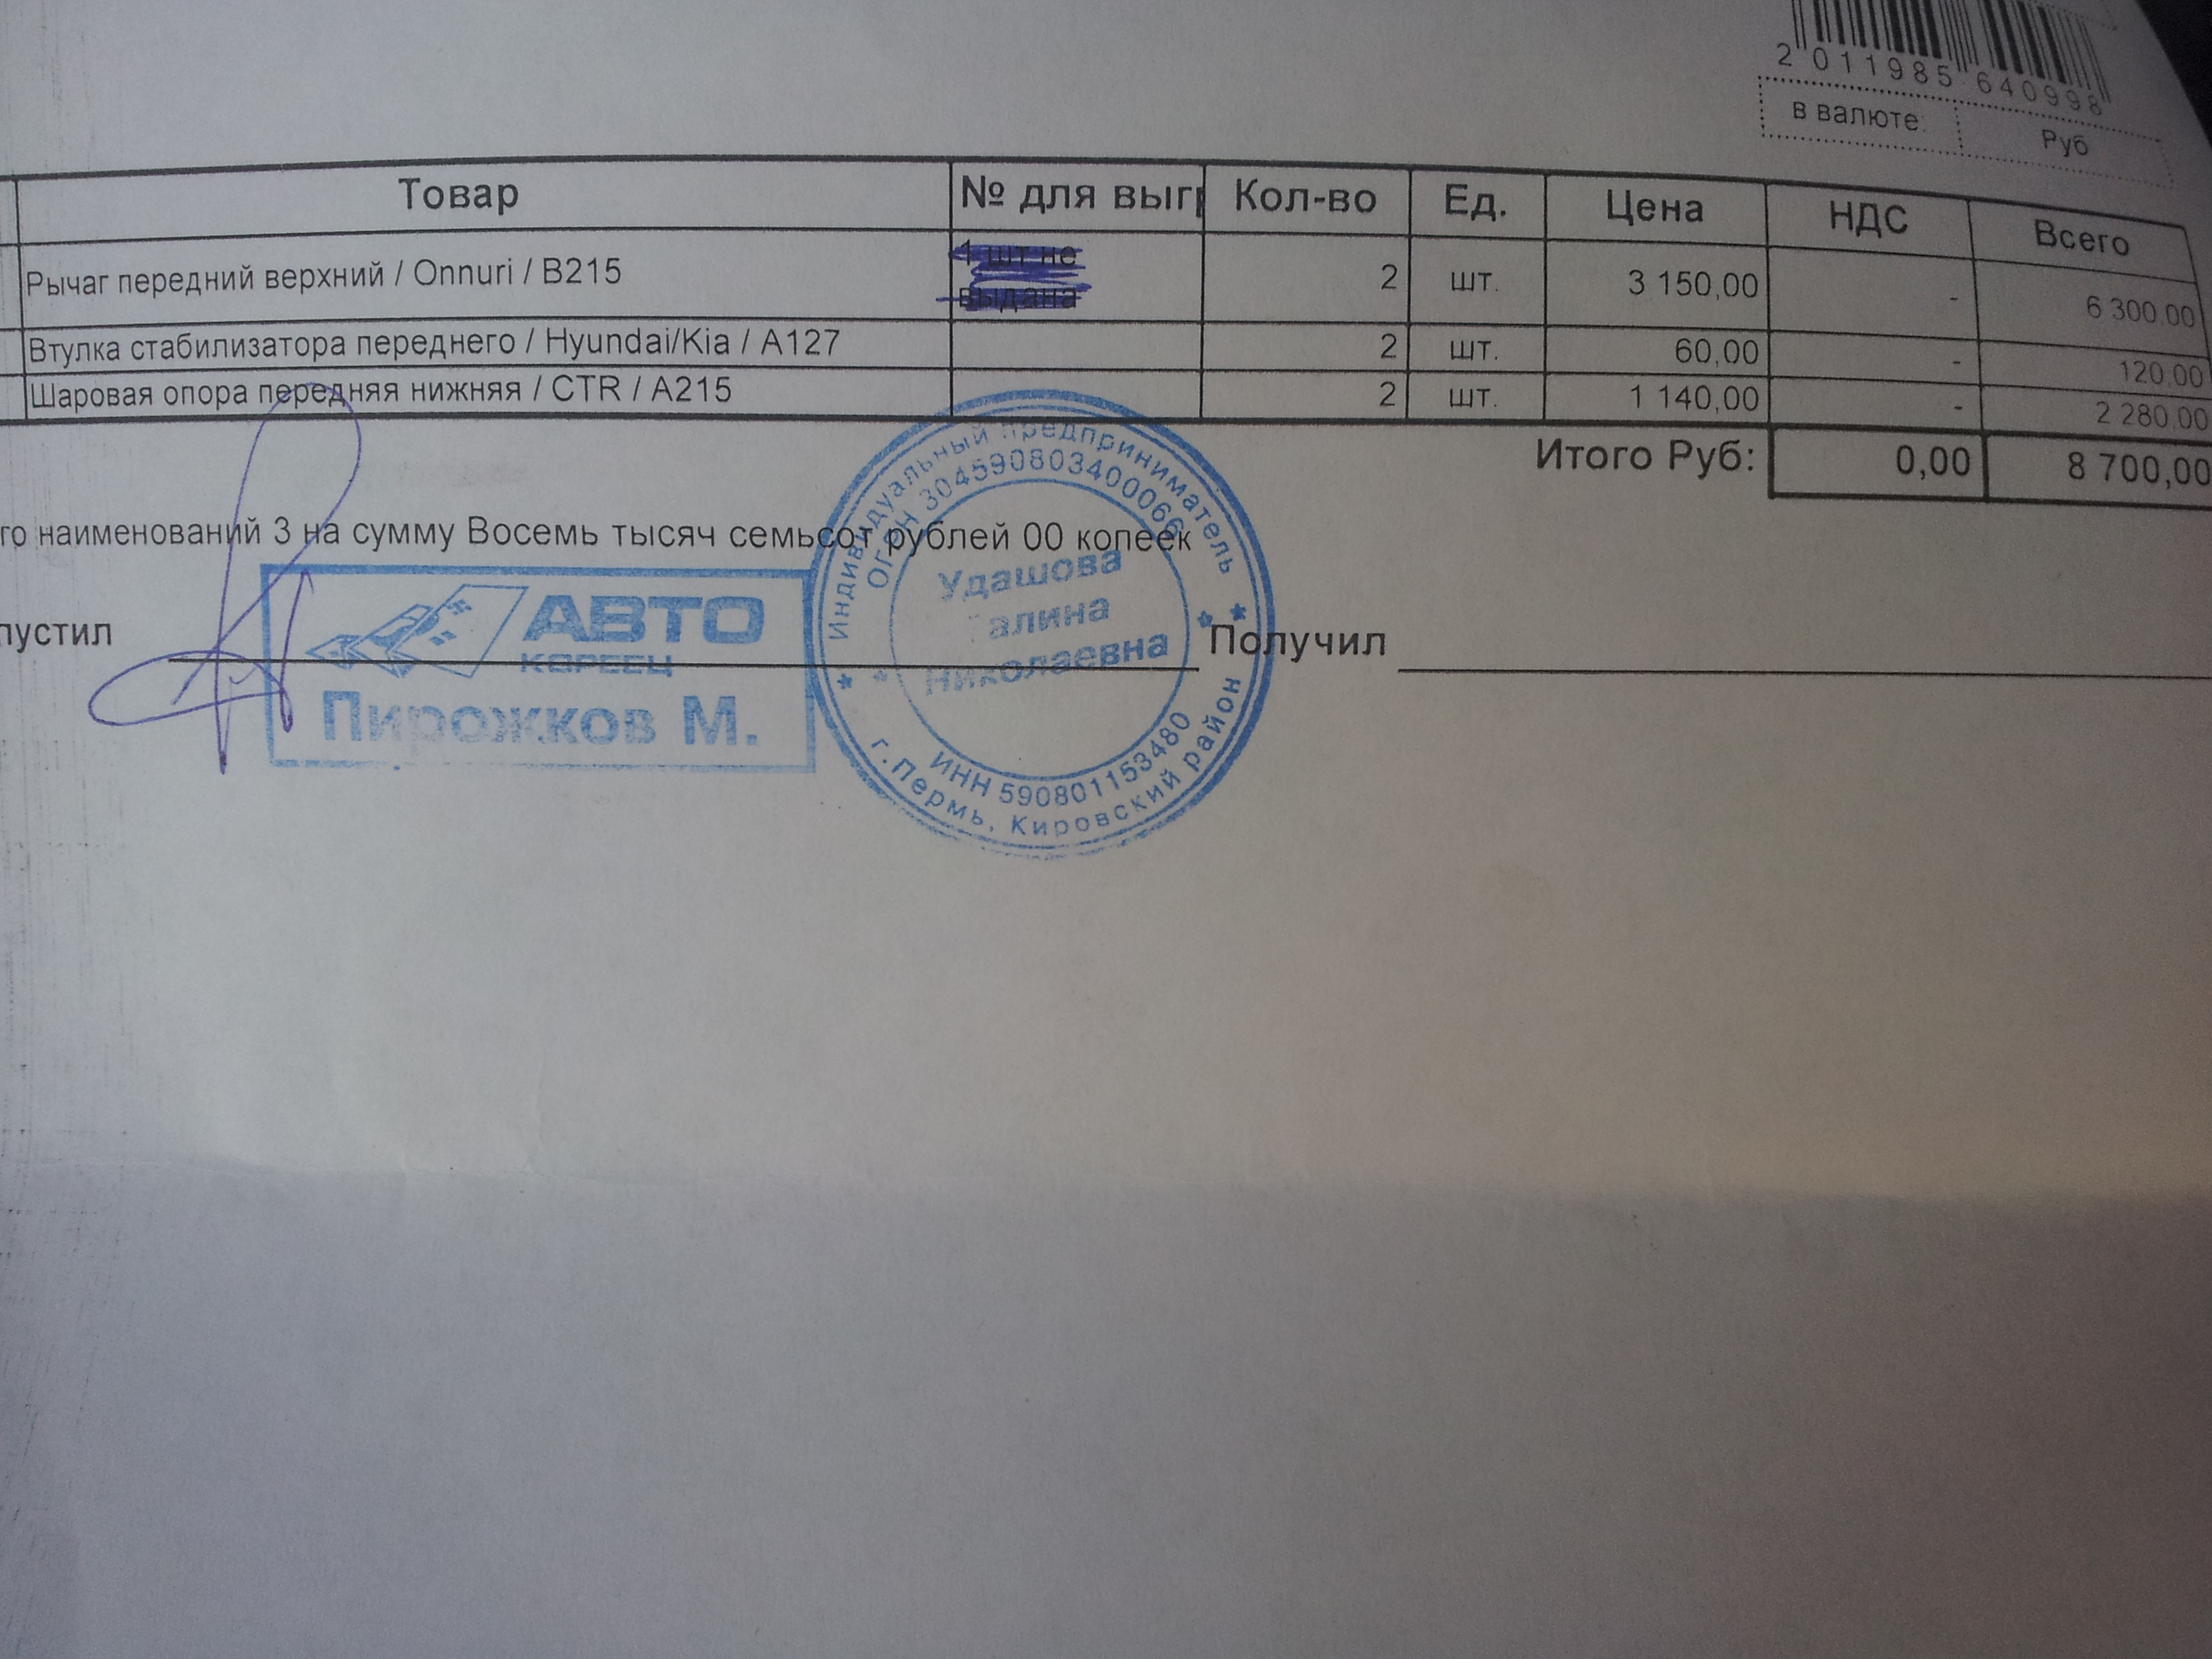 2 011985 640998
в валюте: Руб
Товар № для выгр Кол-во Ед. Цена НДС Всего
Рычаг передний верхний / Onnuri / B215 1 шт не выдана 2 шт. 3 150,00 - 6 300,00
Втулка стабилизатора переднего / Hyundai/Kia / A127 2 шт. 60,00 - 120,00
Шаровая опора передняя нижняя / CTR / A215 2 шт. 1 140,00 - 2 280,00
Итого Руб: 0,00 8 700,00
го наименований 3 на сумму Восемь тысяч семьсот рублей 00 копеек
пустил Получил
АВТО
КОРЕЕЦ
Пирожков М.
Индивидуальный предприниматель
ОГРН 304590803400066
Удашова
алина
Николаевна
ИНН 590801153480
г.Пермь, Кировский район